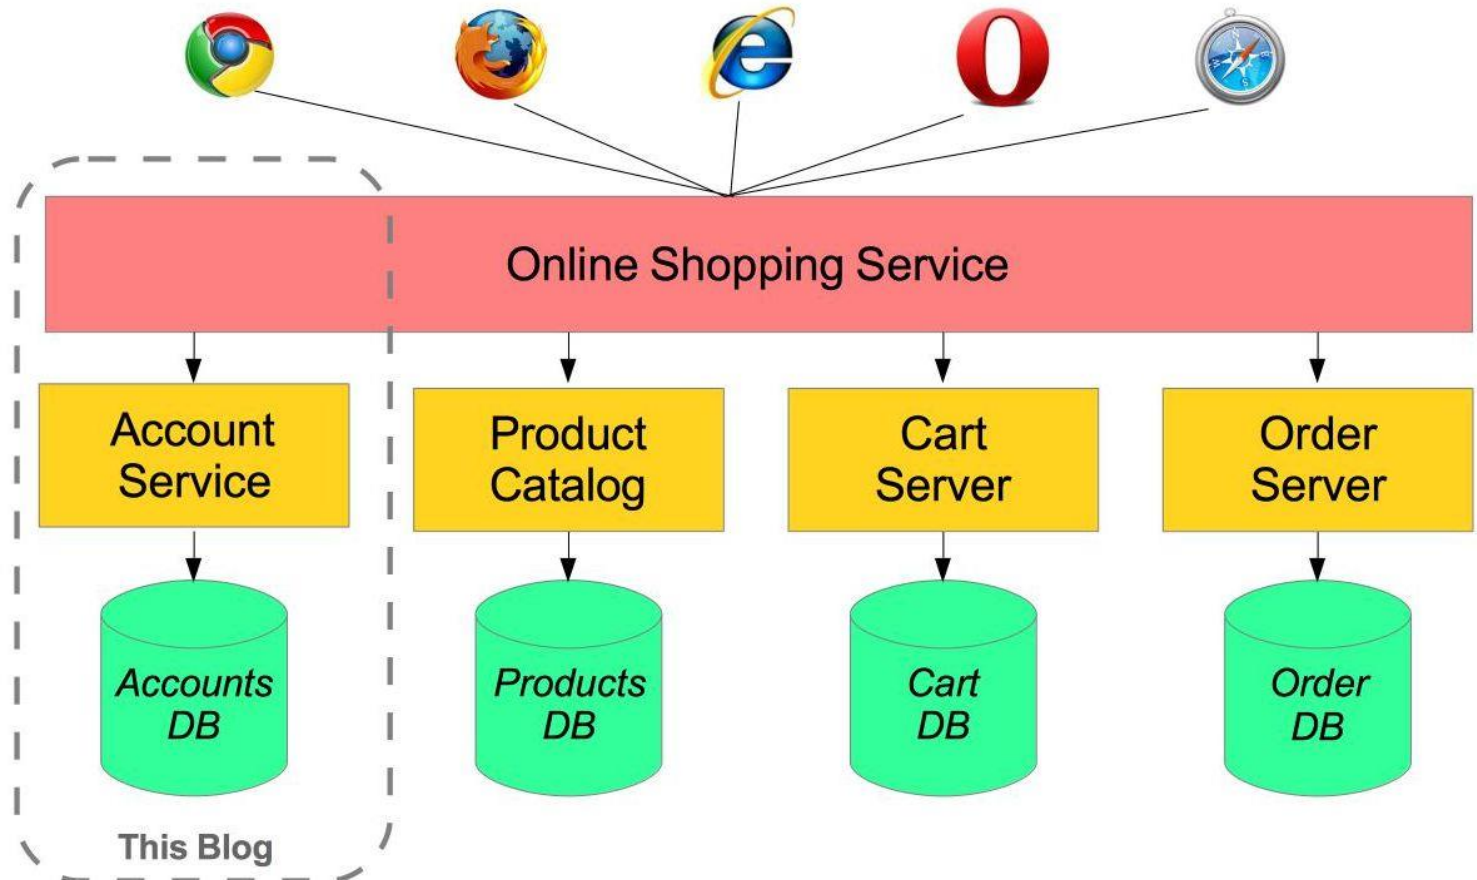 Online Shopping Service
Account
Service
Product
Catalog
Cart
Server
Order
Server
Accounts
DB
Products
DB
Cart
DB
Order
DB
This Blog